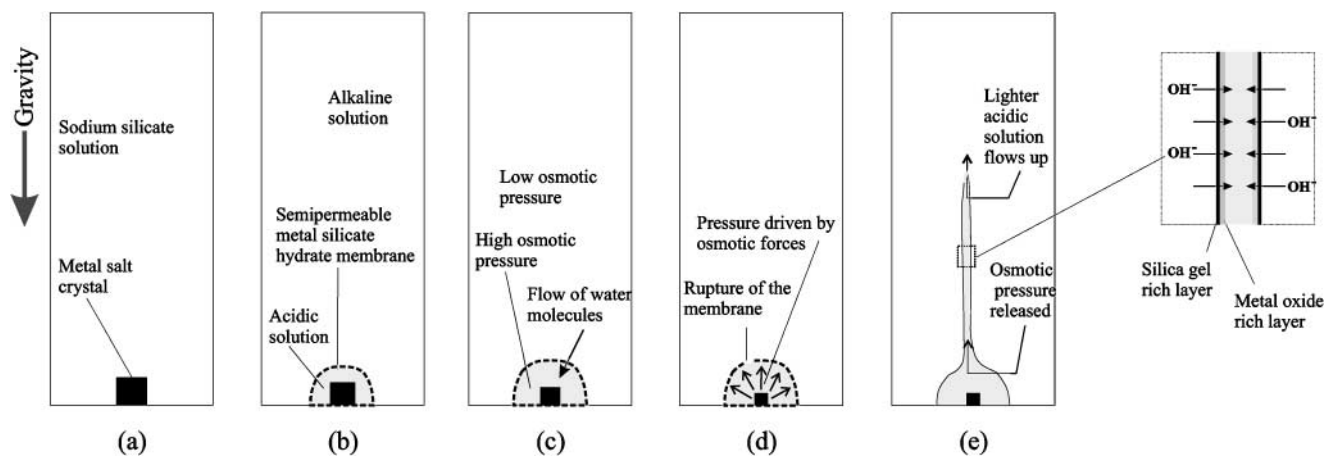 Gravity
Sodium silicate
solution
Metal salt
crystal
(a)
Alkaline
solution
Semipermeable
metal silicate
hydrate membrane
Acidic
solution
(b)
Low osmotic
pressure
High osmotic
pressure
Flow of water
molecules
(c)
Pressure driven by
osmotic forces
Rupture of the
membrane
(d)
Lighter
acidic
solution
flows up
Osmotic
pressure
released
(e)
OH⁻
OH⁻
OH⁻
OH⁻
Silica gel
rich layer
Metal oxide
rich layer